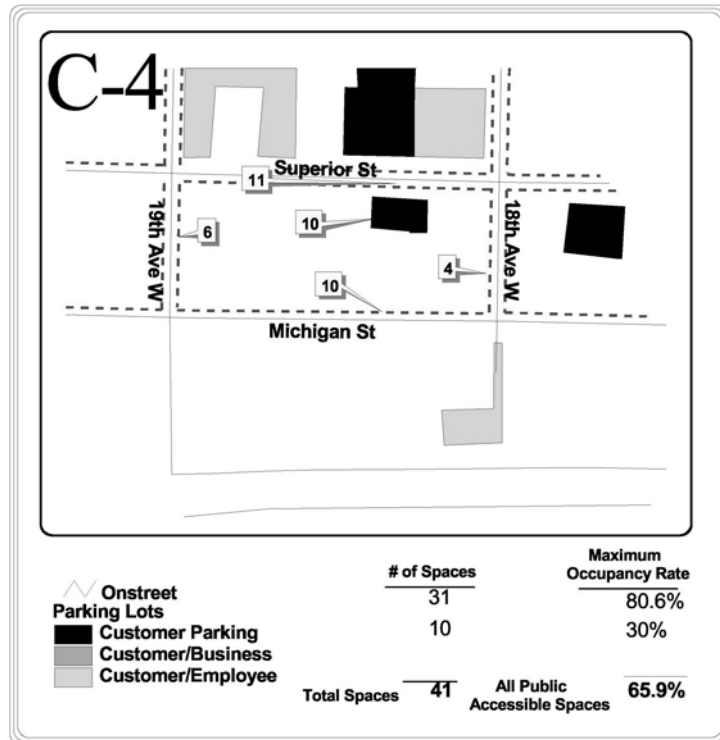 C-4
Superior St
11
19th Ave W
6
10
18th Ave W
4
10
Michigan St
# of Spaces
Maximum
Occupancy Rate
Onstreet
31
80.6%
Parking Lots
Customer Parking
10
30%
Customer/Business
Customer/Employee
Total Spaces
41
All Public
Accessible Spaces
65.9%